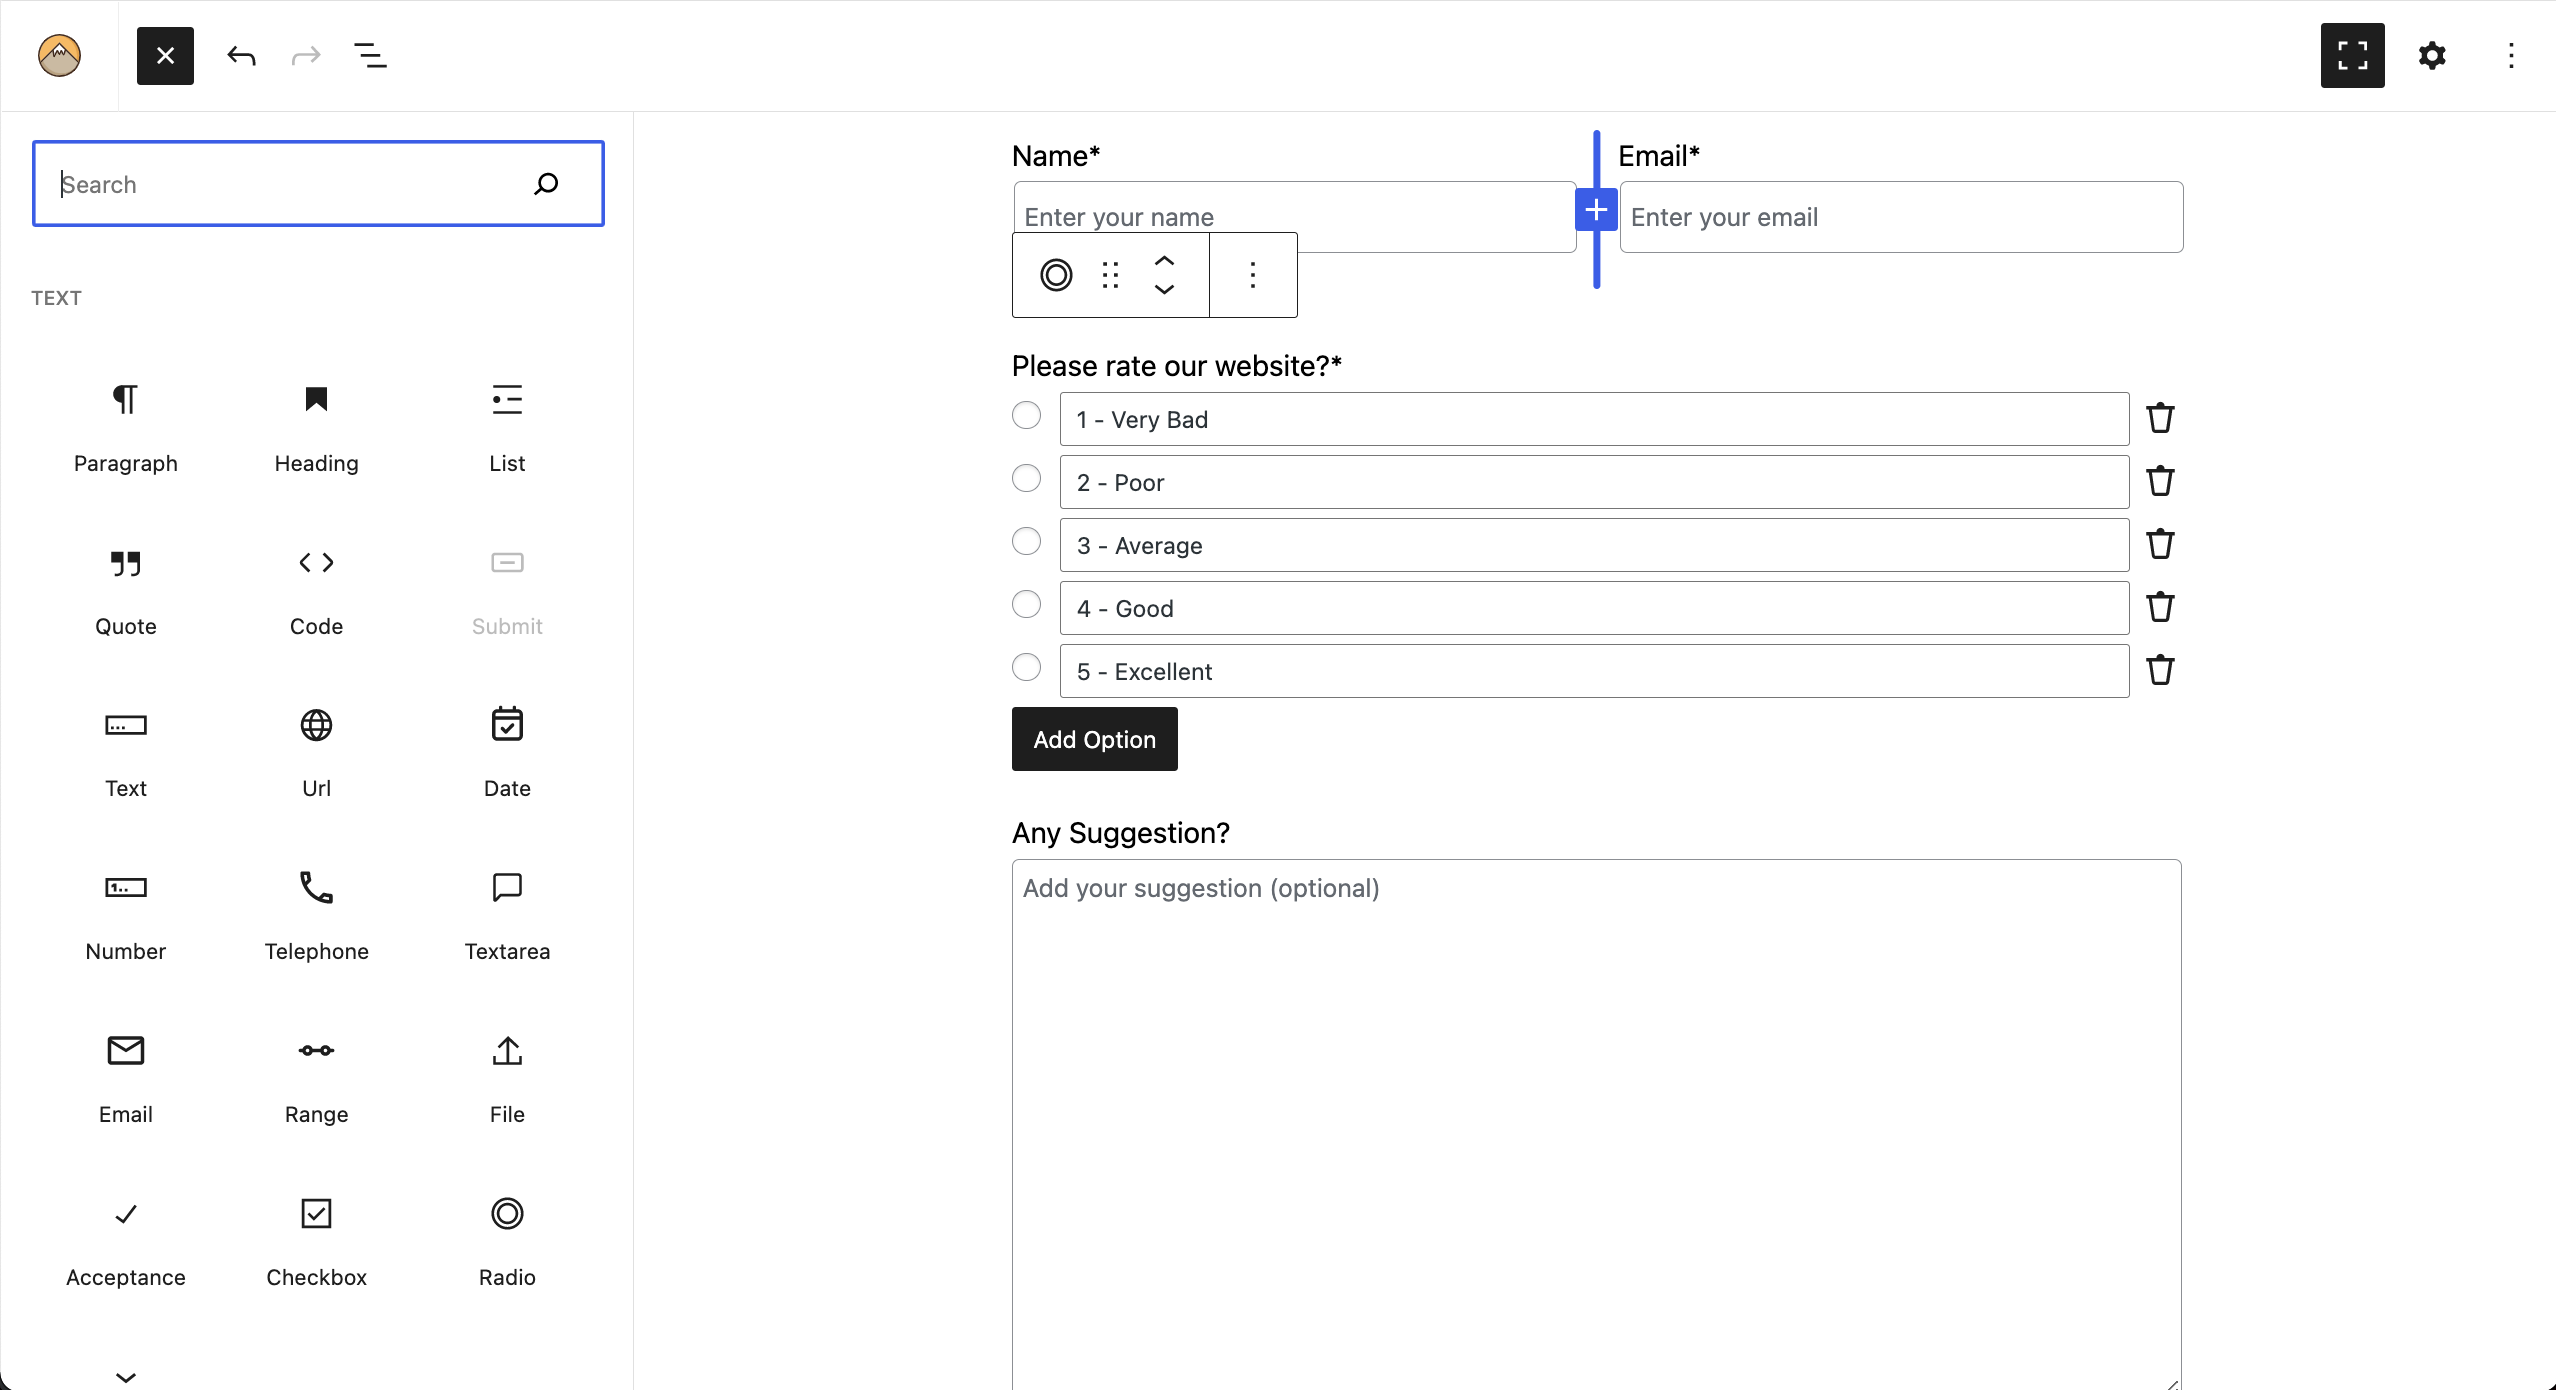 Search
TEXT
Paragraph
Heading
List
Quote
Code
Submit
Text
Url
Date
Number
Telephone
Textarea
Email
Range
File
Acceptance
Checkbox
Radio
Name*
Email*
Enter your name
Enter your email
Please rate our website?*
1 - Very Bad
2 - Poor
3 - Average
4 - Good
5 - Excellent
Add Option
Any Suggestion?
Add your suggestion (optional)